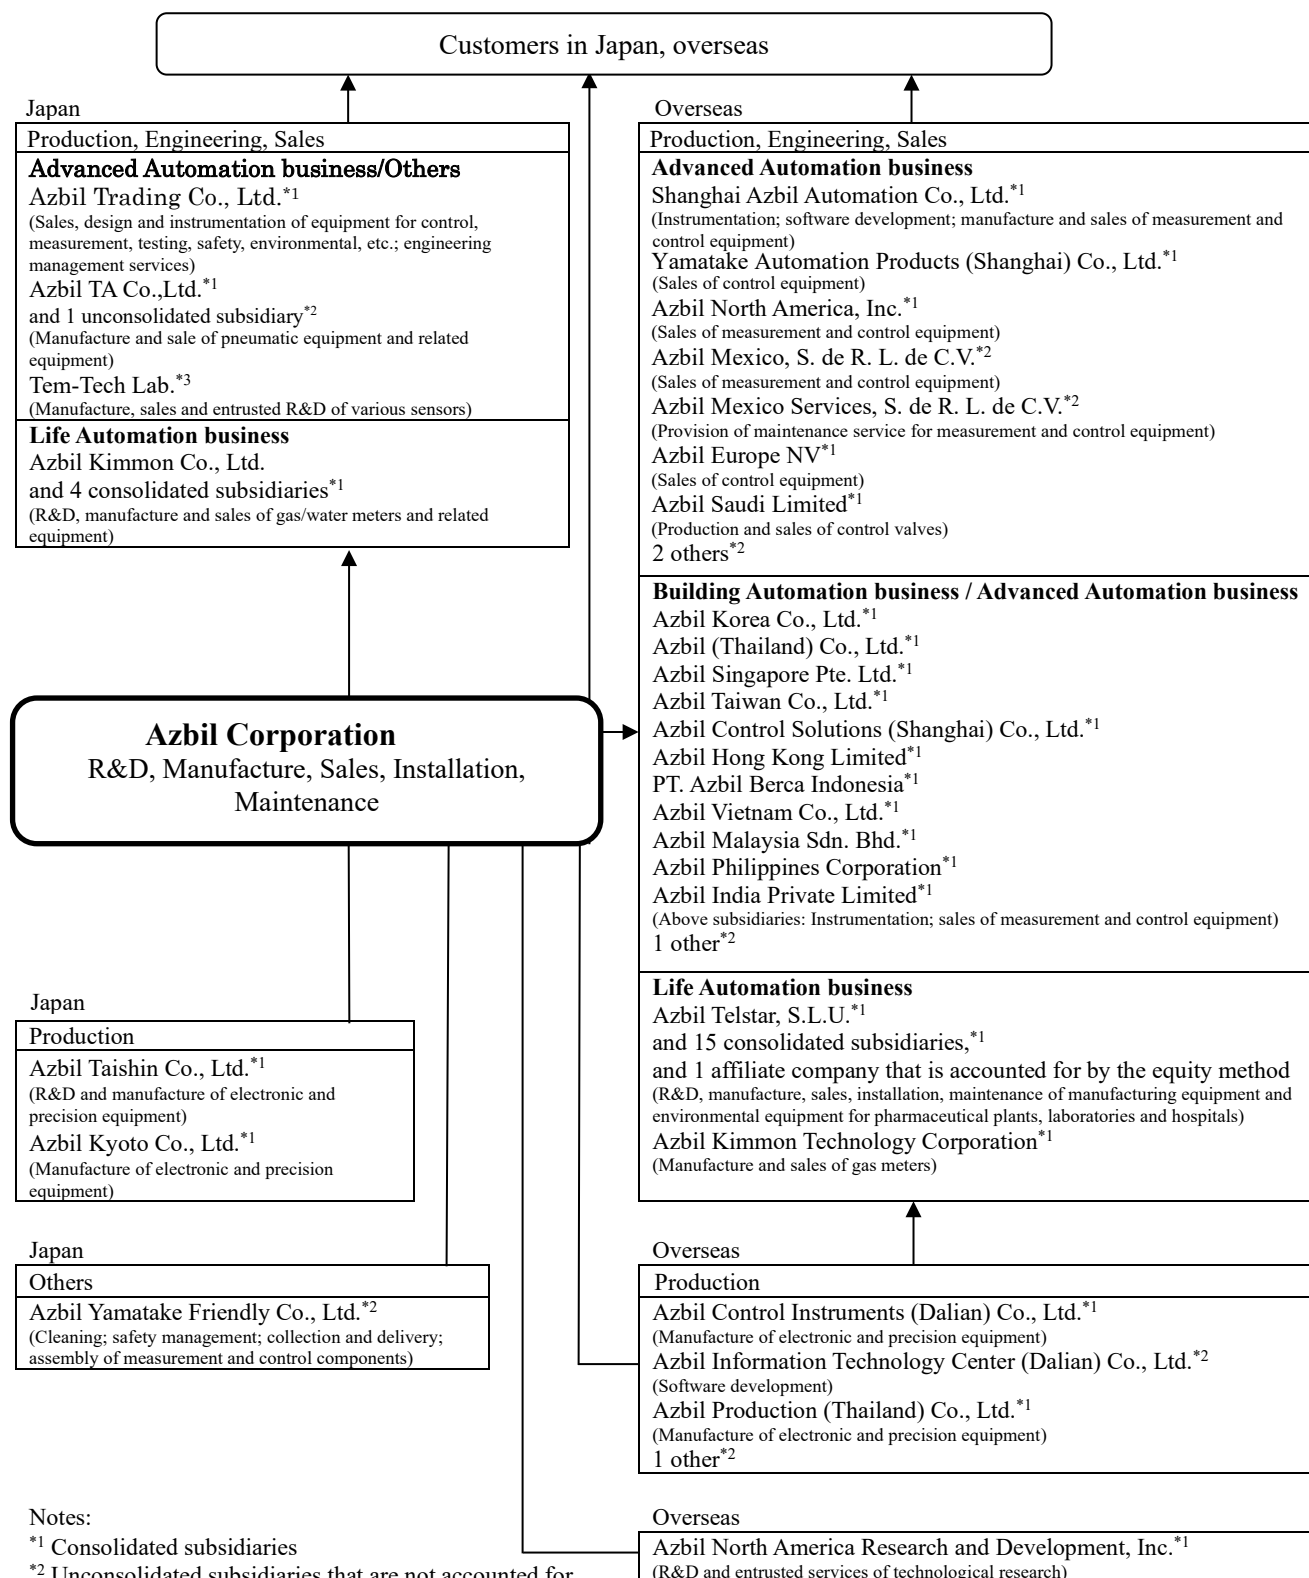 Customers in Japan, overseas
Japan
Production, Engineering, Sales
Advanced Automation business/Others
Azbil Trading Co., Ltd.*1
(Sales, design and instrumentation of equipment for control,
measurement, testing, safety, environmental, etc.; engineering
management services)
Azbil TA Co.,Ltd.*1
and 1 unconsolidated subsidiary*2
(Manufacture and sale of pneumatic equipment and related
equipment)
Tem-Tech Lab.*3
(Manufacture, sales and entrusted R&D of various sensors)
Life Automation business
Azbil Kimmon Co., Ltd.
and 4 consolidated subsidiaries*1
(R&D, manufacture and sales of gas/water meters and related
equipment)
Azbil Corporation
R&D, Manufacture, Sales, Installation,
Maintenance
Japan
Production
Azbil Taishin Co., Ltd.*1
(R&D and manufacture of electronic and
precision equipment)
Azbil Kyoto Co., Ltd.*1
(Manufacture of electronic and precision
equipment)
Japan
Others
Azbil Yamatake Friendly Co., Ltd.*2
(Cleaning; safety management; collection and delivery;
assembly of measurement and control components)
Notes:
*1 Consolidated subsidiaries
*2 Unconsolidated subsidiaries that are not accounted for
Overseas
Production, Engineering, Sales
Advanced Automation business
Shanghai Azbil Automation Co., Ltd.*1
(Instrumentation; software development; manufacture and sales of measurement and
control equipment)
Yamatake Automation Products (Shanghai) Co., Ltd.*1
(Sales of control equipment)
Azbil North America, Inc.*1
(Sales of measurement and control equipment)
Azbil Mexico, S. de R. L. de C.V.*2
(Sales of measurement and control equipment)
Azbil Mexico Services, S. de R. L. de C.V.*2
(Provision of maintenance service for measurement and control equipment)
Azbil Europe NV*1
(Sales of control equipment)
Azbil Saudi Limited*1
(Production and sales of control valves)
2 others*2
Building Automation business / Advanced Automation business
Azbil Korea Co., Ltd.*1
Azbil (Thailand) Co., Ltd.*1
Azbil Singapore Pte. Ltd.*1
Azbil Taiwan Co., Ltd.*1
Azbil Control Solutions (Shanghai) Co., Ltd.*1
Azbil Hong Kong Limited*1
PT. Azbil Berca Indonesia*1
Azbil Vietnam Co., Ltd.*1
Azbil Malaysia Sdn. Bhd.*1
Azbil Philippines Corporation*1
Azbil India Private Limited*1
(Above subsidiaries: Instrumentation; sales of measurement and control equipment)
1 other*2
Life Automation business
Azbil Telstar, S.L.U.*1
and 15 consolidated subsidiaries,*1
and 1 affiliate company that is accounted for by the equity method
(R&D, manufacture, sales, installation, maintenance of manufacturing equipment and
environmental equipment for pharmaceutical plants, laboratories and hospitals)
Azbil Kimmon Technology Corporation*1
(Manufacture and sales of gas meters)
Overseas
Production
Azbil Control Instruments (Dalian) Co., Ltd.*1
(Manufacture of electronic and precision equipment)
Azbil Information Technology Center (Dalian) Co., Ltd.*2
(Software development)
Azbil Production (Thailand) Co., Ltd.*1
(Manufacture of electronic and precision equipment)
1 other*2
Overseas
Azbil North America Research and Development, Inc.*1
(R&D and entrusted services of technological research)